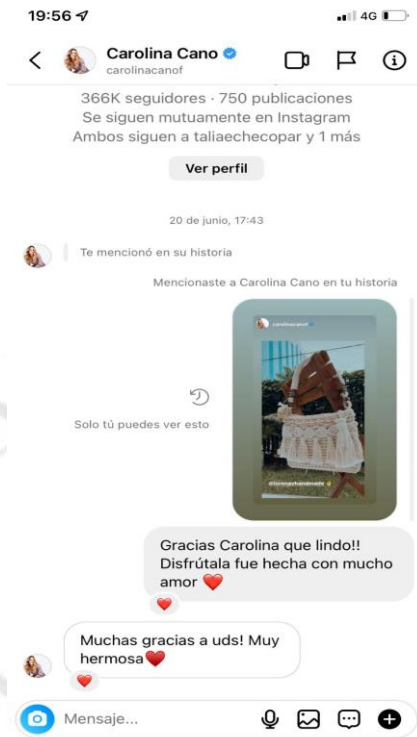 19:56
4G
Carolina Cano
carolinacanof
366K seguidores · 750 publicaciones
Se siguen mutuamente en Instagram
Ambos siguen a taliaechecopar y 1 más
Ver perfil
20 de junio, 17:43
Te mencionó en su historia
Mencionaste a Carolina Cano en tu historia
carolinacanof
Solo tú puedes ver esto
Gracias Carolina que lindo!!
Disfrútala fue hecha con mucho
amor ❤️
Muchas gracias a uds! Muy
hermosa❤️
Mensaje...